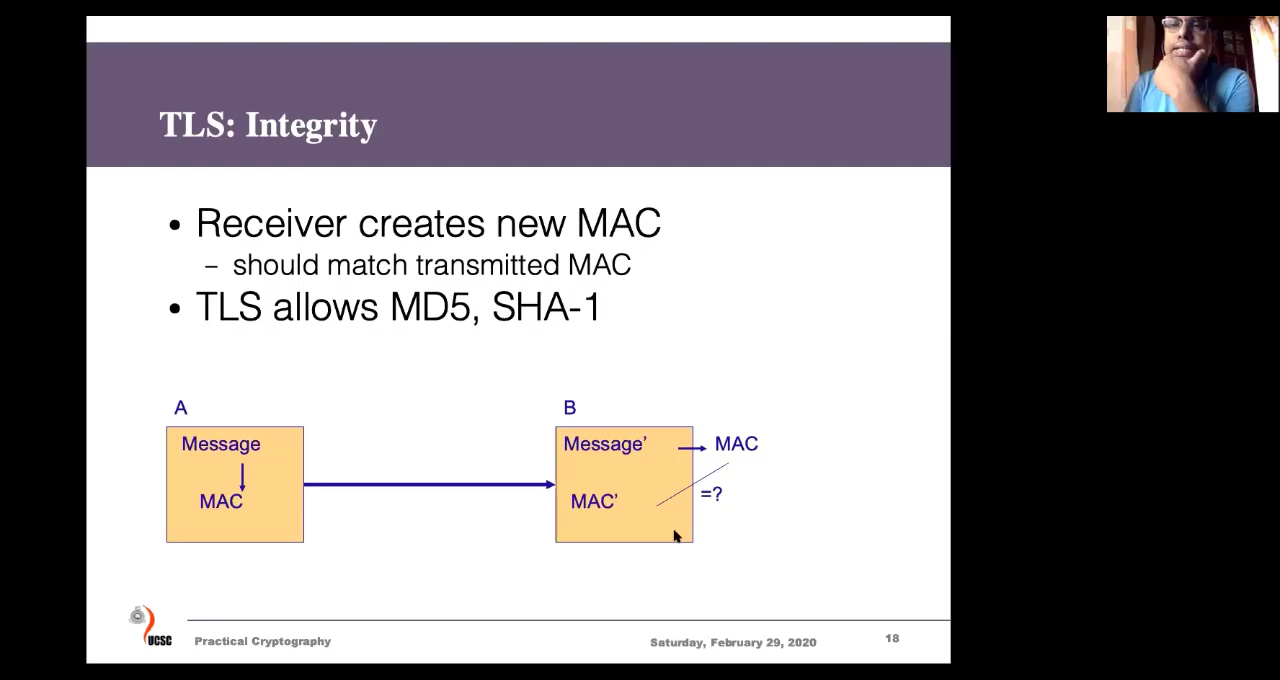 TLS: Integrity
• Receiver creates new MAC
– should match transmitted MAC
• TLS allows MD5, SHA-1
A
B
Message
Message’
MAC
MAC
MAC’
=?
UCSC
Practical Cryptography
Saturday, February 29, 2020
18